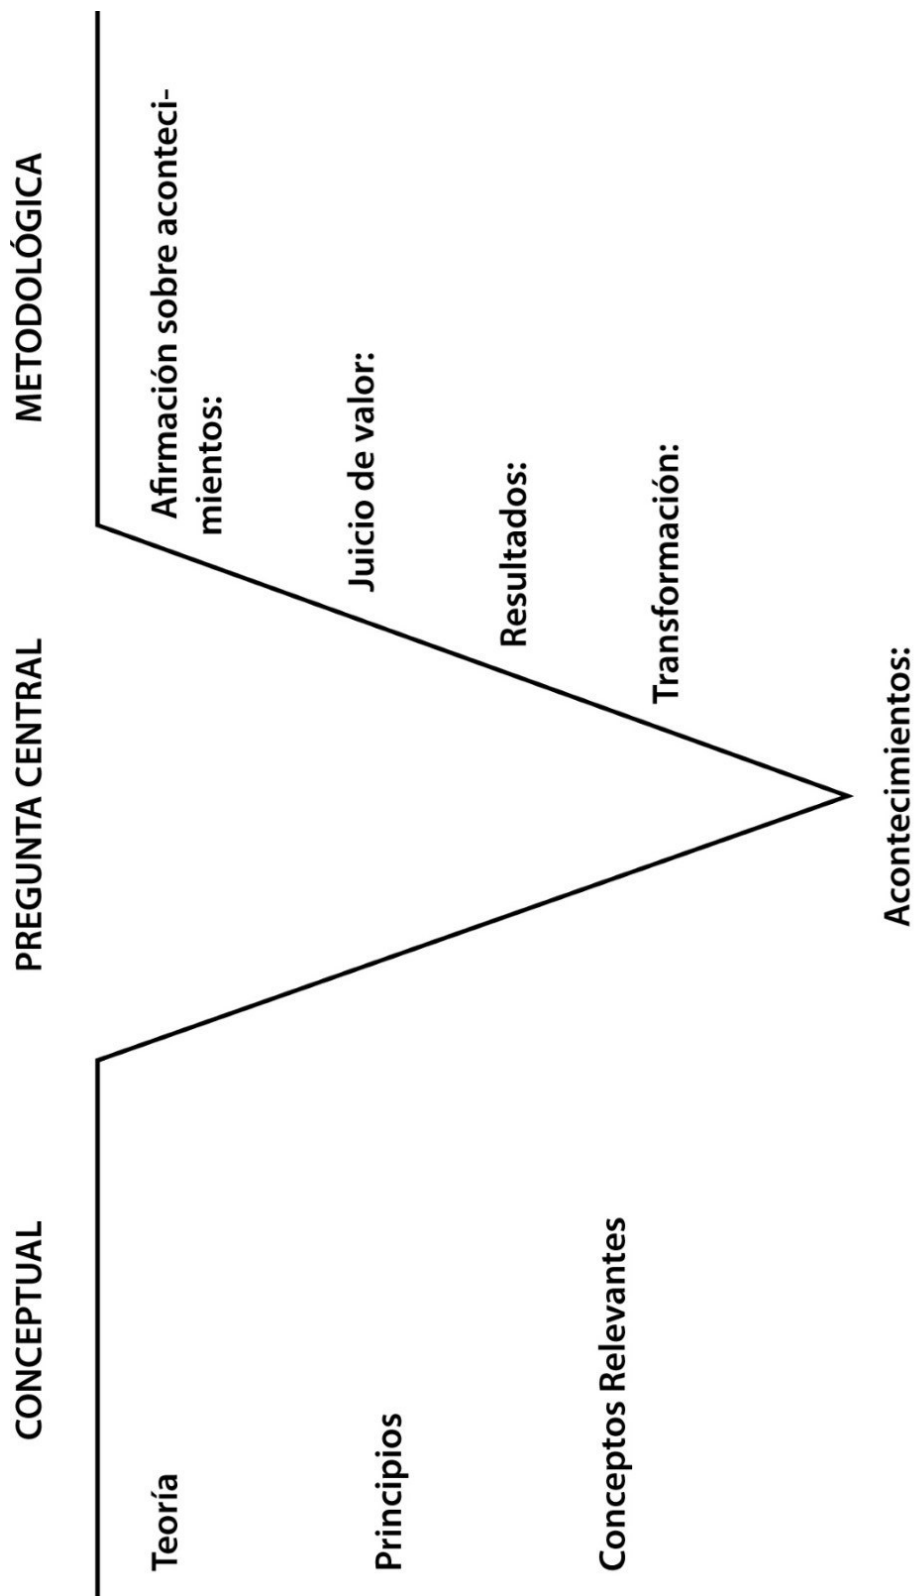 CONCEPTUAL
PREGUNTA CENTRAL
METODOLÓGICA
Teoría
Principios
Conceptos Relevantes
Afirmación sobre aconteci-
mientos:
Juicio de valor:
Resultados:
Transformación:
Acontecimientos: